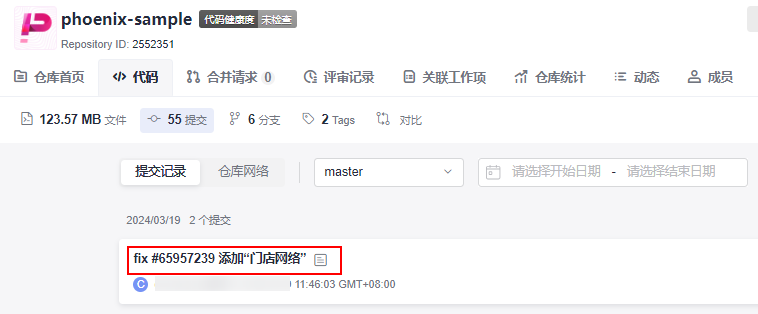 phoenix-sample 代码健康度 未检查
Repository ID: 2552351
仓库首页 代码 合并请求 0 评审记录 关联工作项 仓库统计 动态 成员
123.57 MB 文件 55 提交 6 分支 2 Tags 对比
提交记录 仓库网络 master 请选择开始日期 - 请选择结束日期
2024/03/19 2 个提交
fix #65957239 添加“门店网络”
C 11:46:03 GMT+08:00